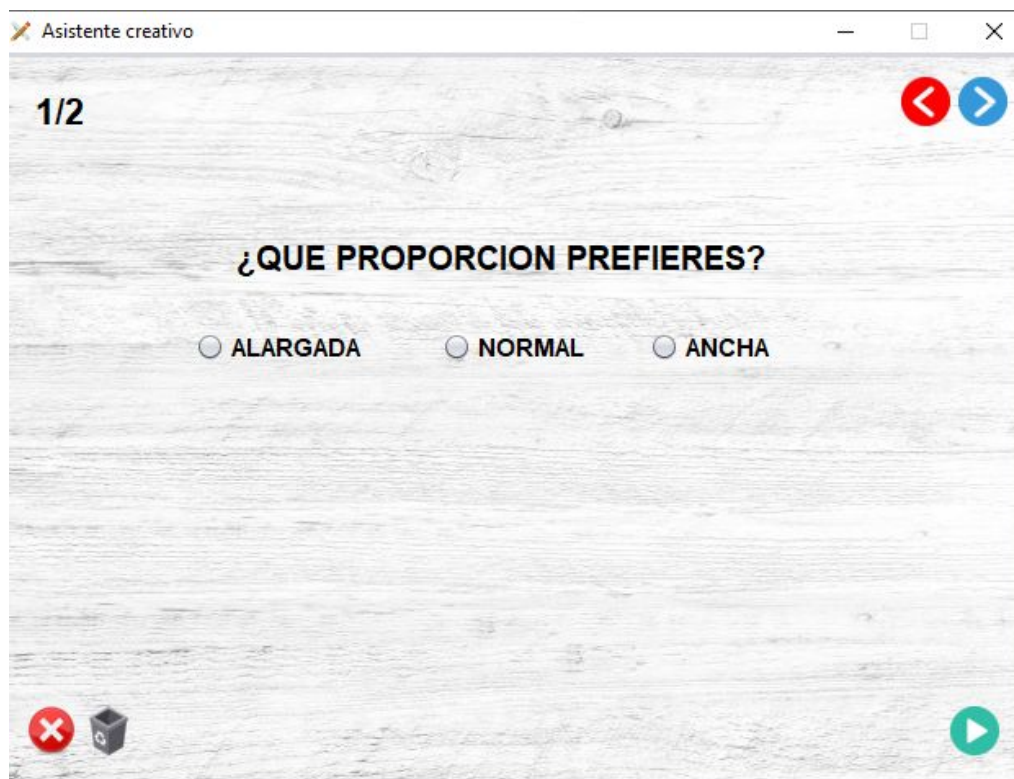 Asistente creativo
1/2
¿QUE PROPORCION PREFIERES?
ALARGADA NORMAL ANCHA